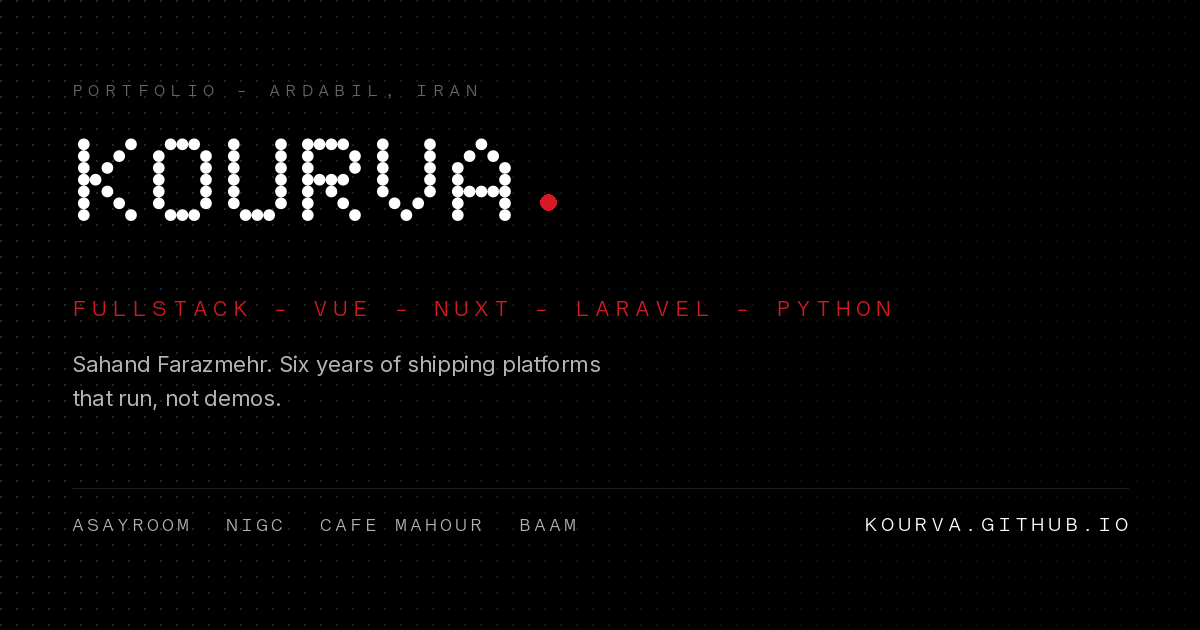 PORTFOLIO – ARDABIL, IRAN
KOURVA.
FULLSTACK – VUE – NUXT – LARAVEL – PYTHON
Sahand Farazmehr. Six years of shipping platforms
that run, not demos.
ASAYROOM NIGC CAFE MAHOUR BAAM KOURVA.GITHUB.IO